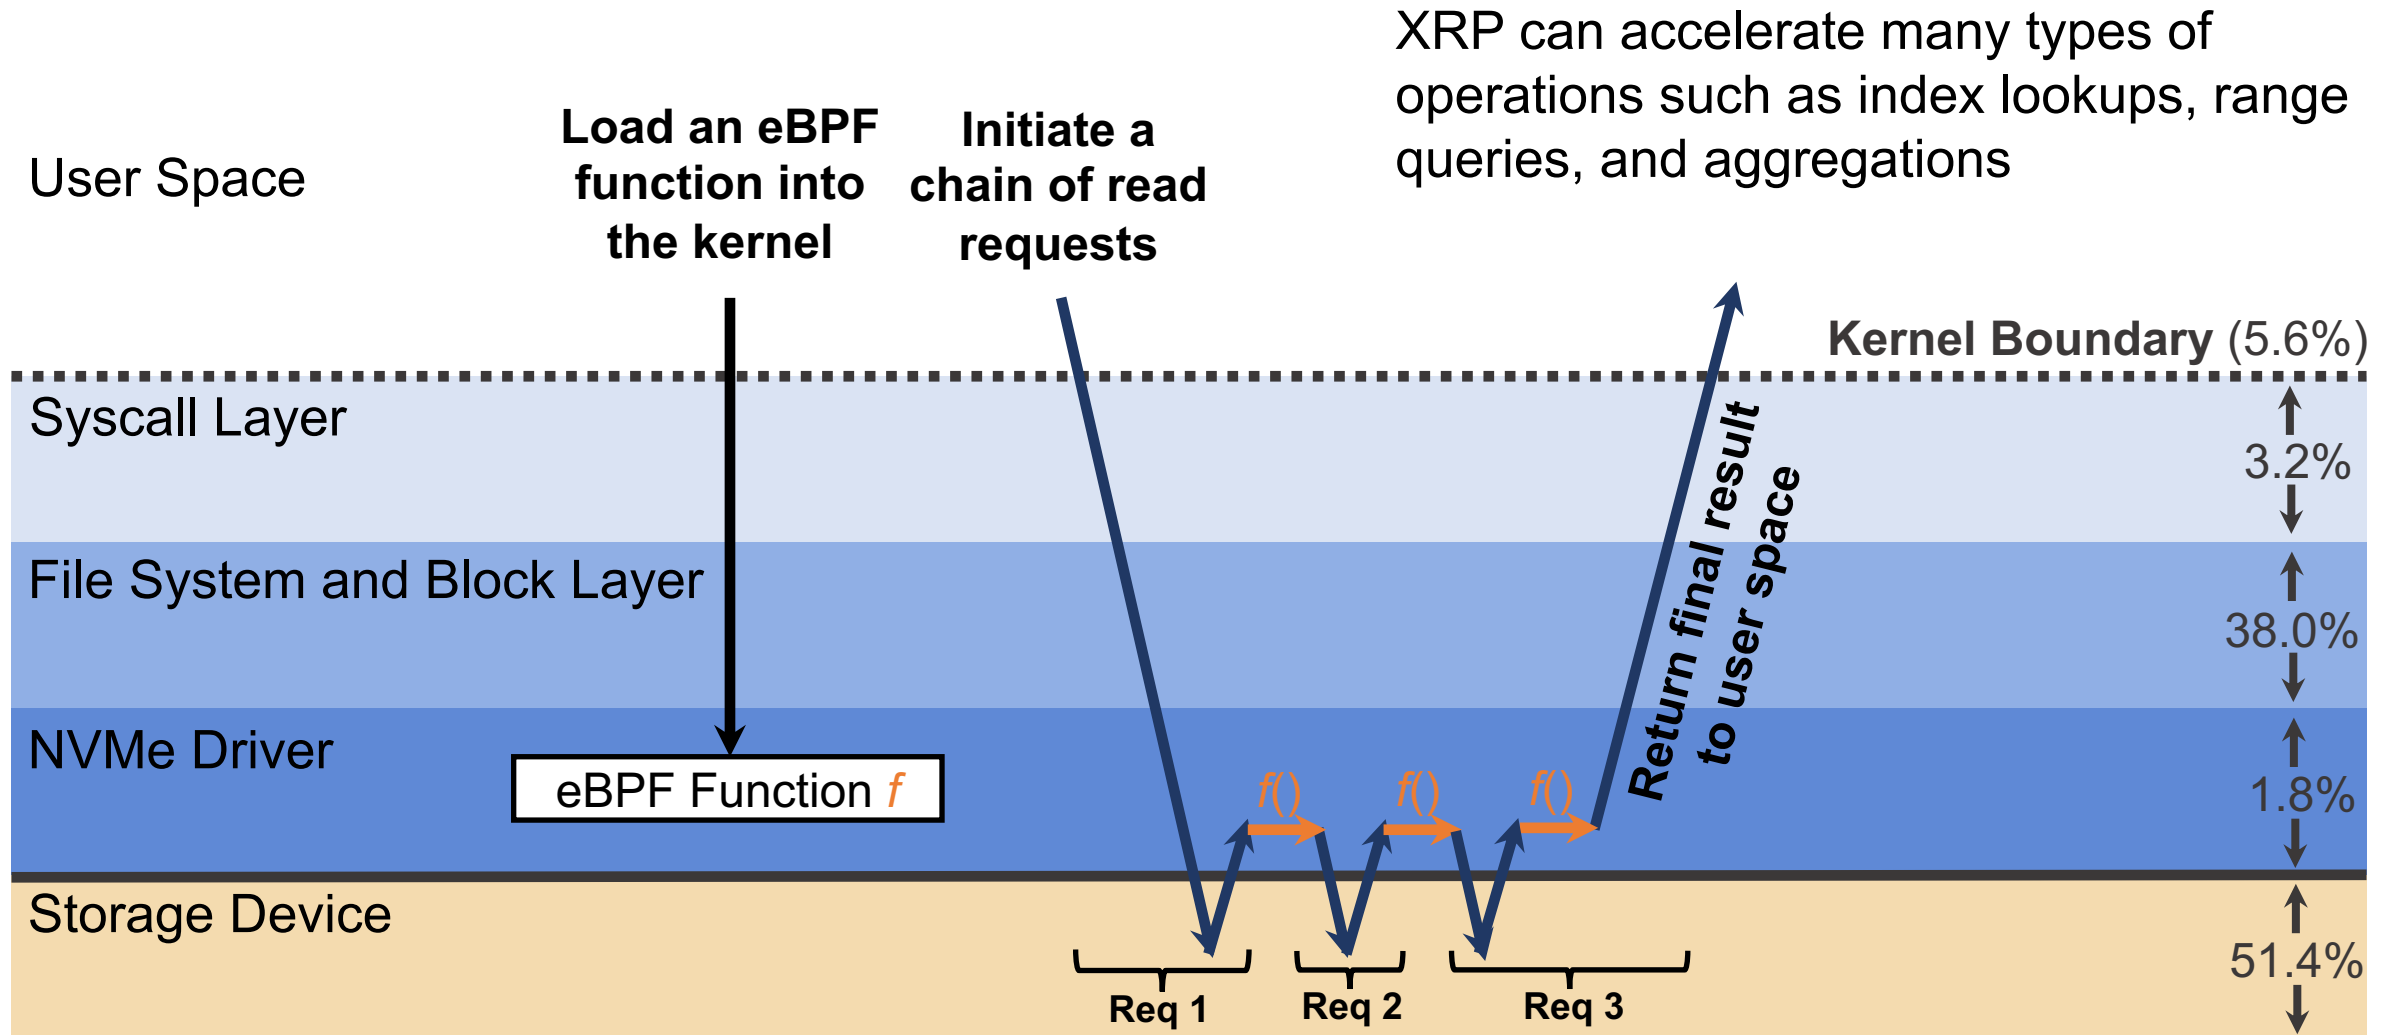 XRP can accelerate many types of
operations such as index lookups, range
queries, and aggregations
User Space
Load an eBPF
function into
the kernel
Initiate a
chain of read
requests
Kernel Boundary (5.6%)
Syscall Layer
3.2%
File System and Block Layer
38.0%
Return final result
to user space
NVMe Driver
eBPF Function f
f()
f()
f()
1.8%
Storage Device
51.4%
Req 1
Req 2
Req 3